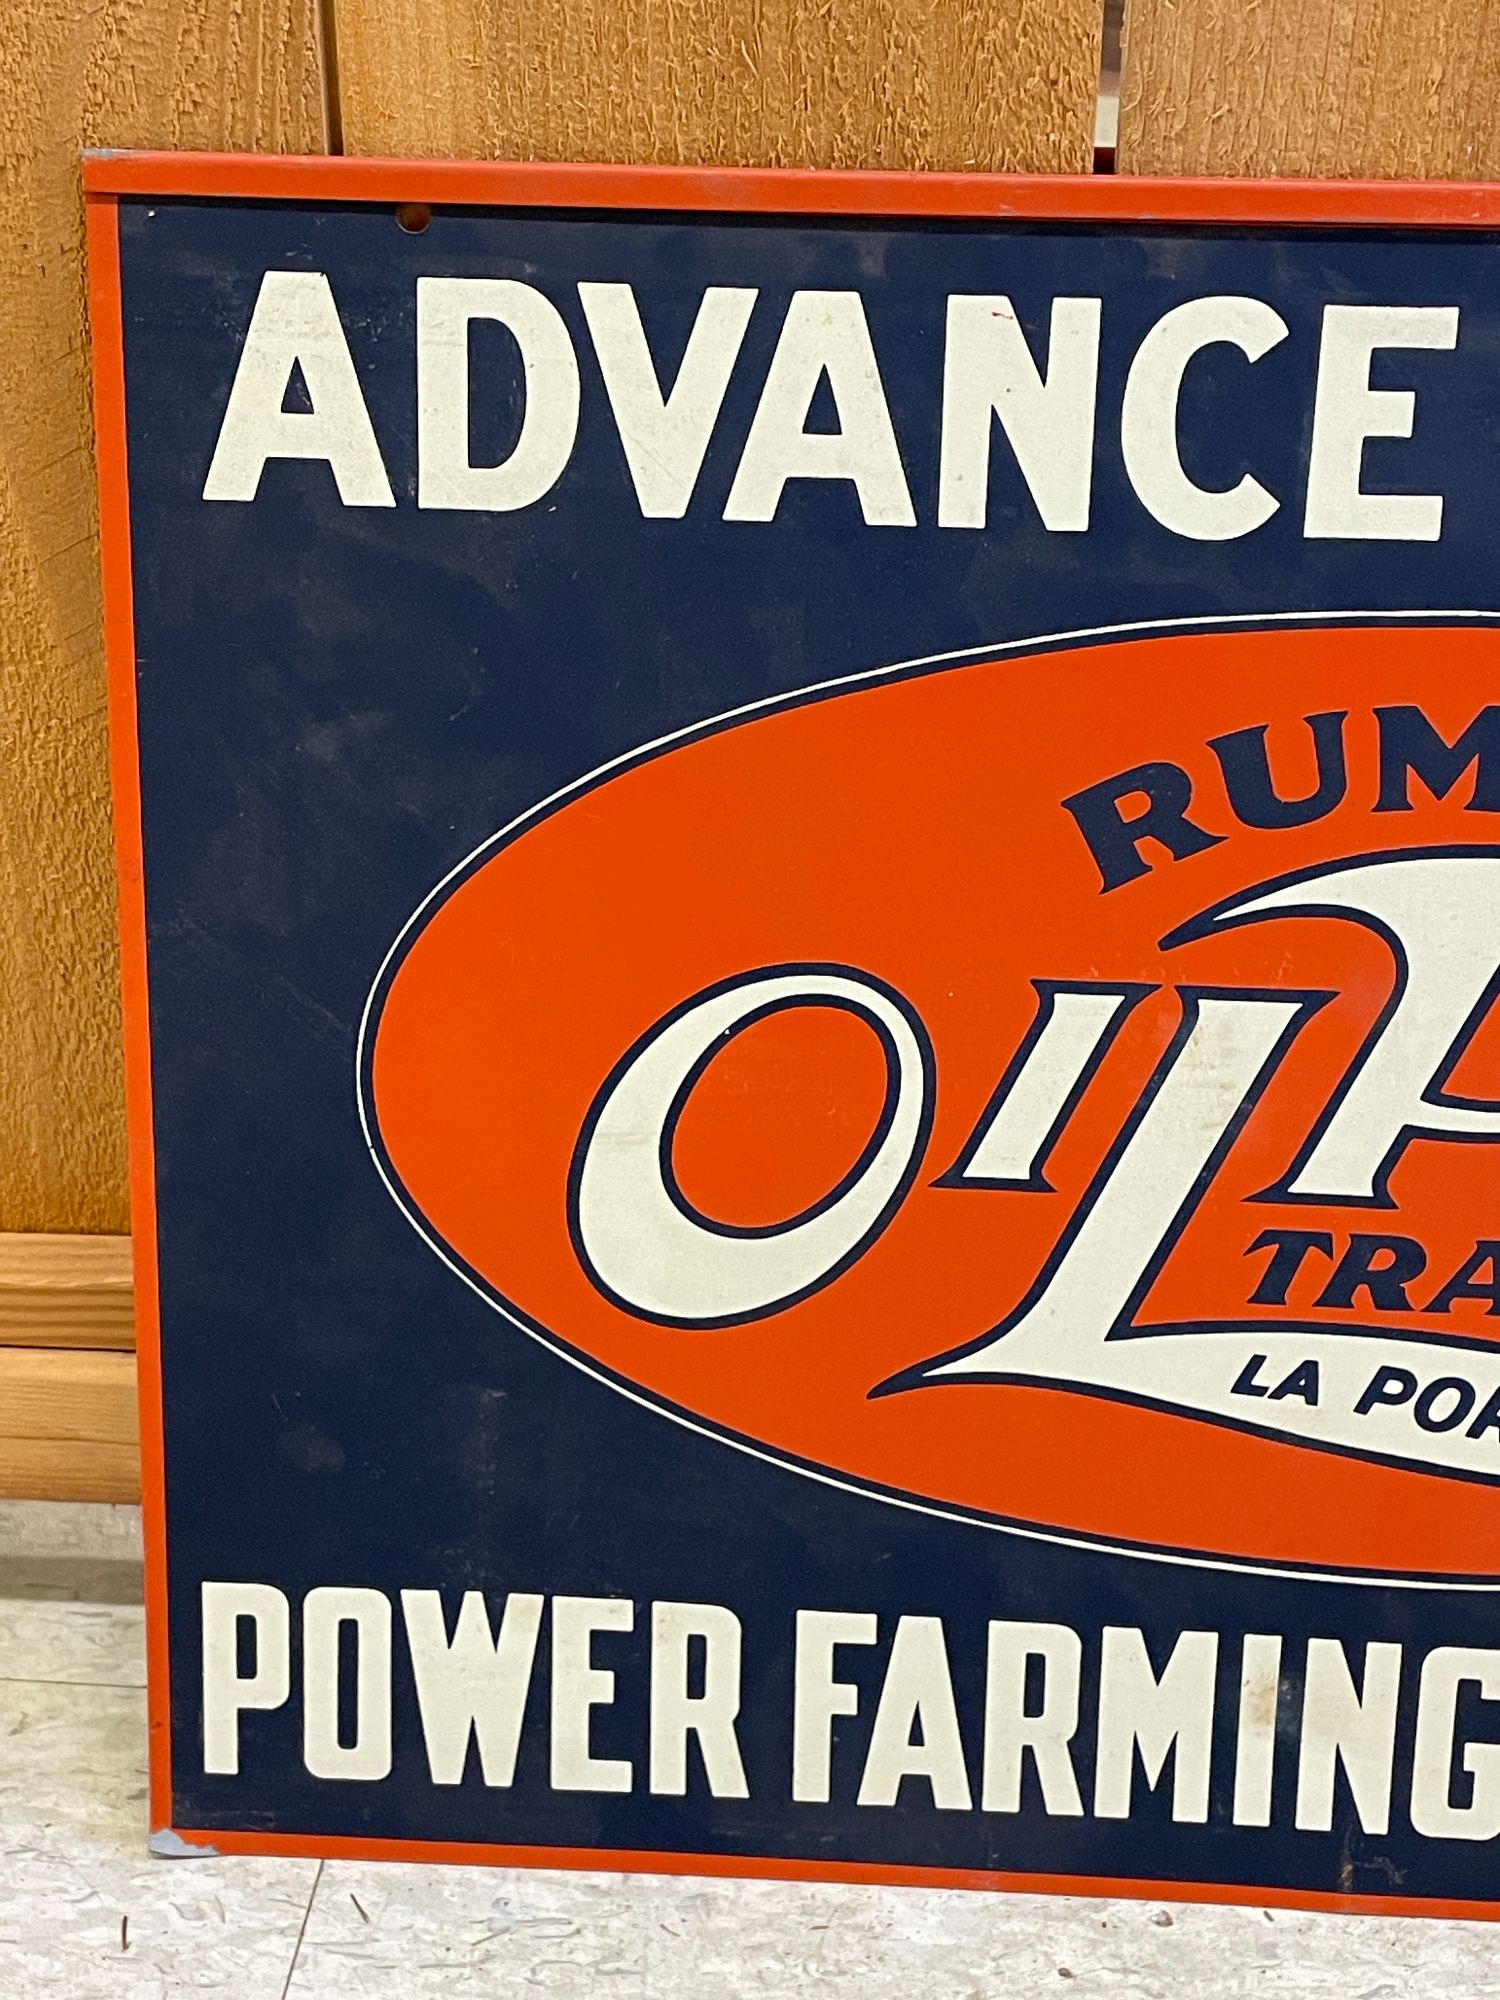 ADVANCE
RUM
OILP
TRA
LA POR
POWER FARMING